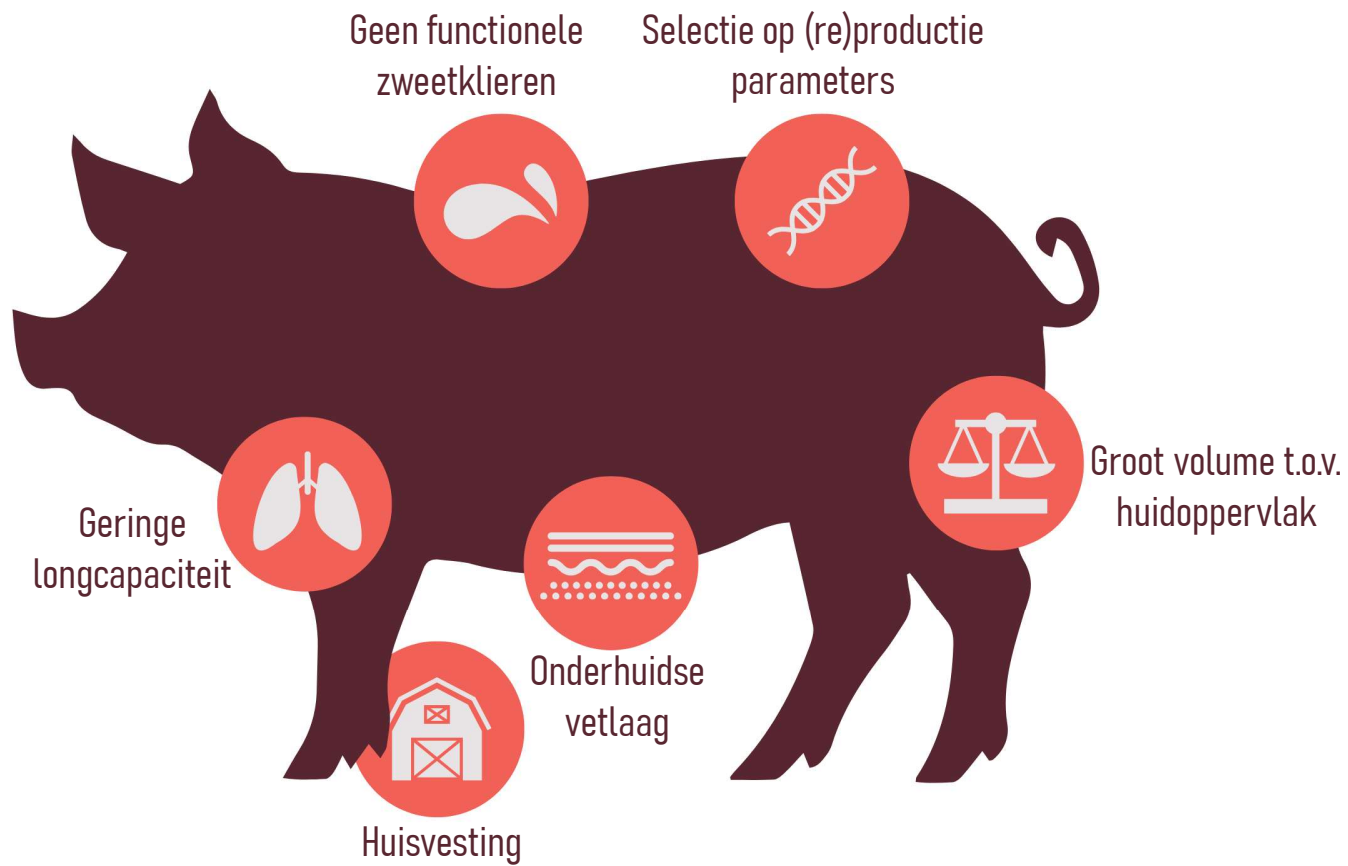 Geen functionele
zweetklieren
Selectie op (re)productie
parameters
Groot volume t.o.v.
huidoppervlak
Geringe
longcapaciteit
Onderhuidse
vetlaag
Huisvesting